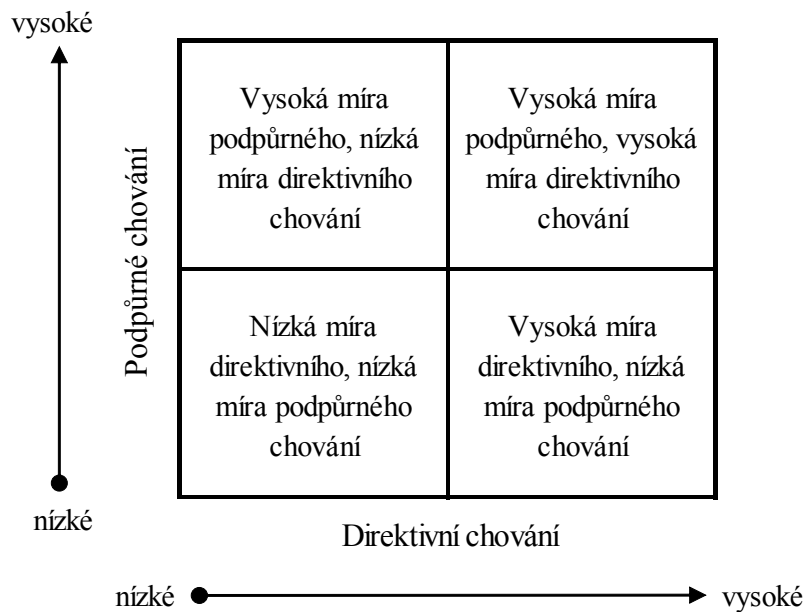 vysoké
Podpůrné chování
Vysoká míra
podpůrného, nízká
míra direktivního
chování
Vysoká míra
podpůrného, vysoká
míra direktivního
chování
Nízká míra
direktivního, nízká
míra podpůrného
chování
Vysoká míra
direktivního, nízká
míra podpůrného
chování
nízké
Direktivní chování
nízké
vysoké